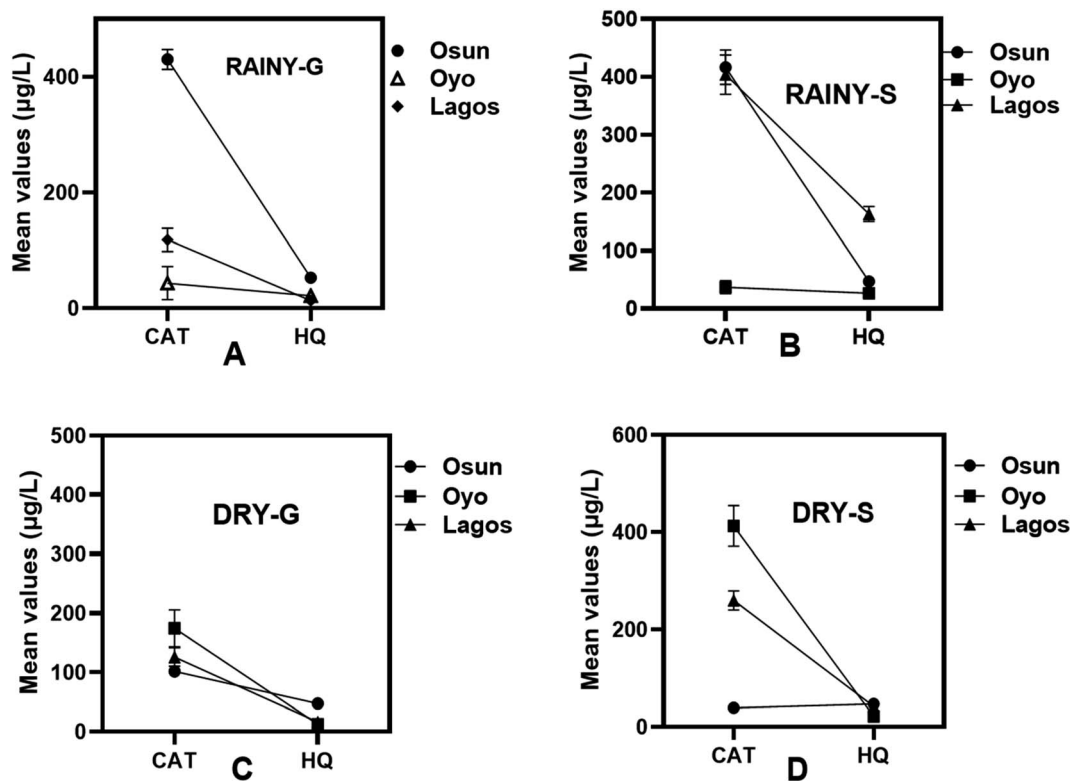 Mean values (µg/L)
400
200
0
RAINY-G
CAT
HQ
A
Osun
Oyo
Lagos
Mean values (µg/L)
500
400
300
200
100
0
RAINY-S
CAT
HQ
B
Osun
Oyo
Lagos
Mean values (µg/L)
500
400
300
200
100
0
DRY-G
CAT
HQ
C
Osun
Oyo
Lagos
Mean values (µg/L)
600
400
200
0
DRY-S
CAT
HQ
D
Osun
Oyo
Lagos